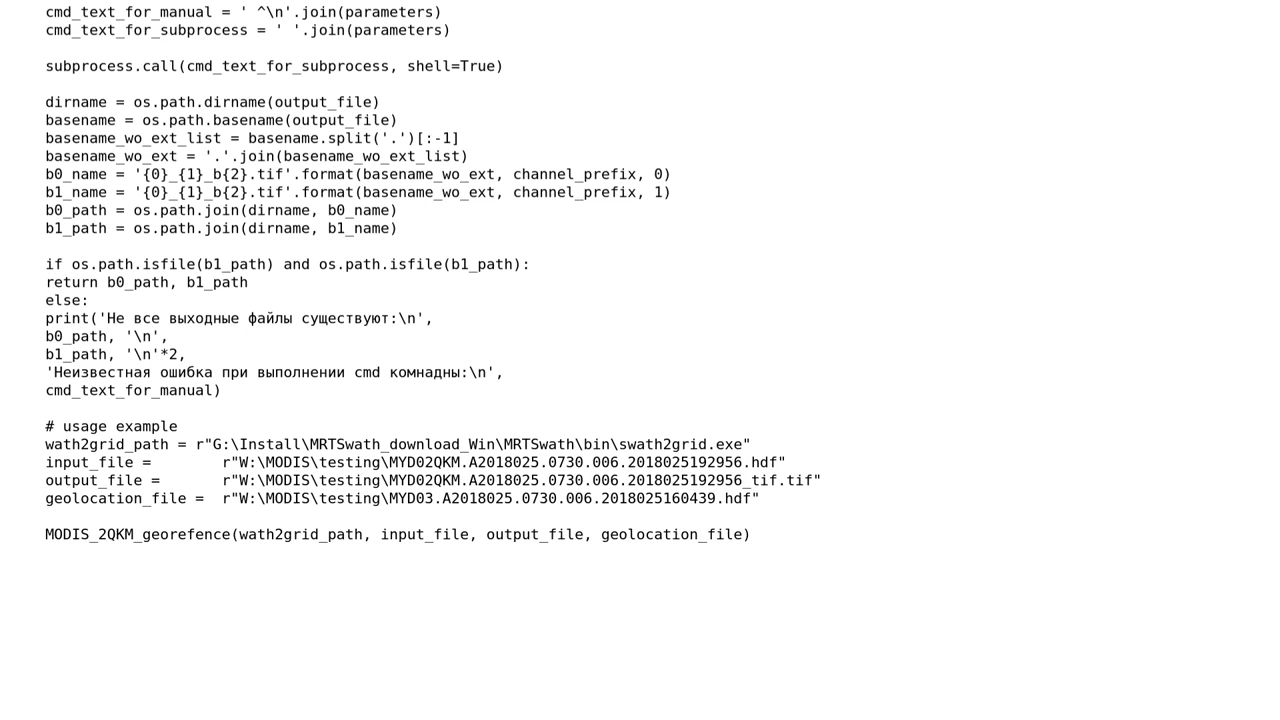 cmd_text_for_manual = ' ^\n'.join(parameters)
cmd_text_for_subprocess = ' '.join(parameters)
subprocess.call(cmd_text_for_subprocess, shell=True)
dirname = os.path.dirname(output_file)
basename = os.path.basename(output_file)
basename_wo_ext_list = basename.split('.')[:-1]
basename_wo_ext = '.'.join(basename_wo_ext_list)
b0_name = '{0}_{1}_b{2}.tif'.format(basename_wo_ext, channel_prefix, 0)
b1_name = '{0}_{1}_b{2}.tif'.format(basename_wo_ext, channel_prefix, 1)
b0_path = os.path.join(dirname, b0_name)
b1_path = os.path.join(dirname, b1_name)
if os.path.isfile(b1_path) and os.path.isfile(b1_path):
return b0_path, b1_path
else:
print('Не все выходные файлы существуют:\n',
b0_path, '\n',
b1_path, '\n'*2,
'Неизвестная ошибка при выполнении cmd комнадны:\n',
cmd_text_for_manual)
# usage example
wath2grid_path = r"G:\Install\MRTSwath_download_Win\MRTSwath\bin\swath2grid.exe"
input_file =        r"W:\MODIS\testing\MYD02QKM.A2018025.0730.006.2018025192956.hdf"
output_file =       r"W:\MODIS\testing\MYD02QKM.A2018025.0730.006.2018025192956_tif.tif"
geolocation_file =  r"W:\MODIS\testing\MYD03.A2018025.0730.006.2018025160439.hdf"
MODIS_2QKM_georefence(wath2grid_path, input_file, output_file, geolocation_file)